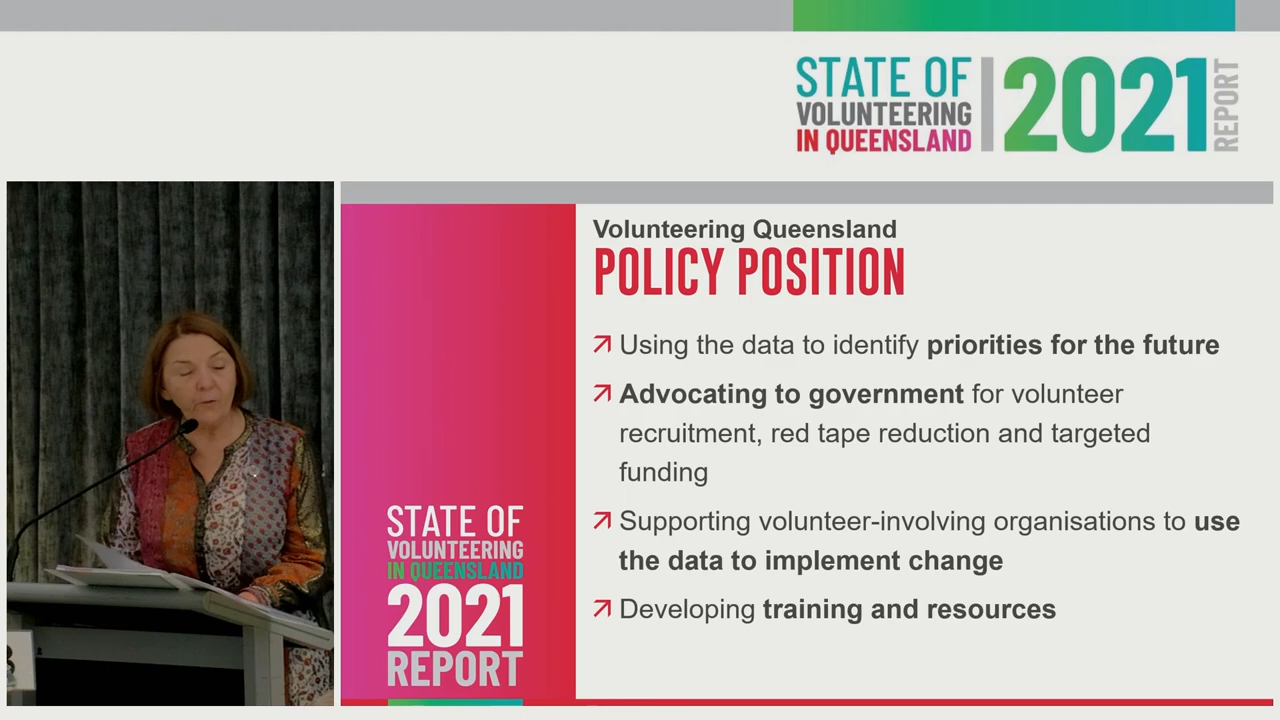 STATE OF
VOLUNTEERING
IN QUEENSLAND
2021
REPORT
Volunteering Queensland
POLICY POSITION
Using the data to identify priorities for the future
Advocating to government for volunteer
recruitment, red tape reduction and targeted
funding
Supporting volunteer-involving organisations to use
the data to implement change
Developing training and resources
STATE OF
VOLUNTEERING
IN QUEENSLAND
2021
REPORT